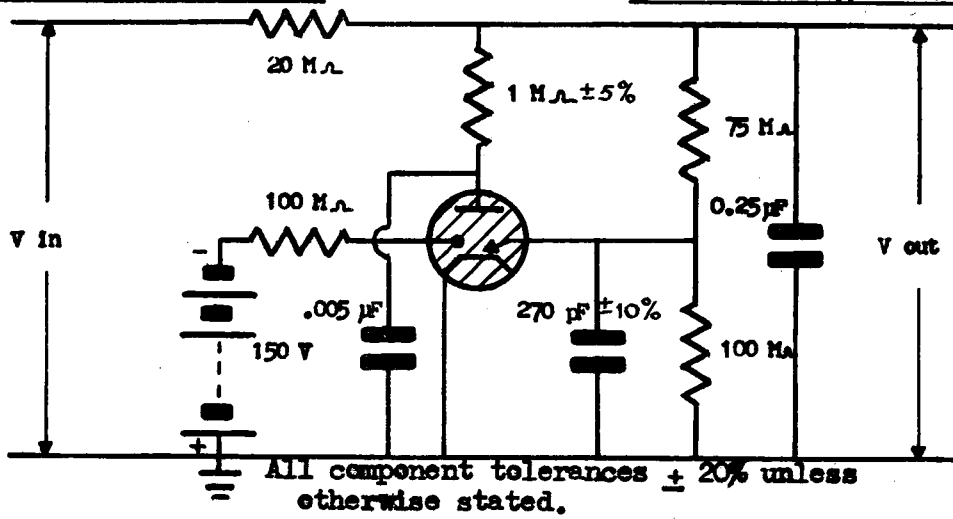 20 MΩ
1 MΩ ±5%
75 MΩ
100 MΩ
0.25µF
V in
V out
-
.005 µF
270 pF ±10%
150 V
100 MΩ
+
All component tolerances ± 20% unless
otherwise stated.